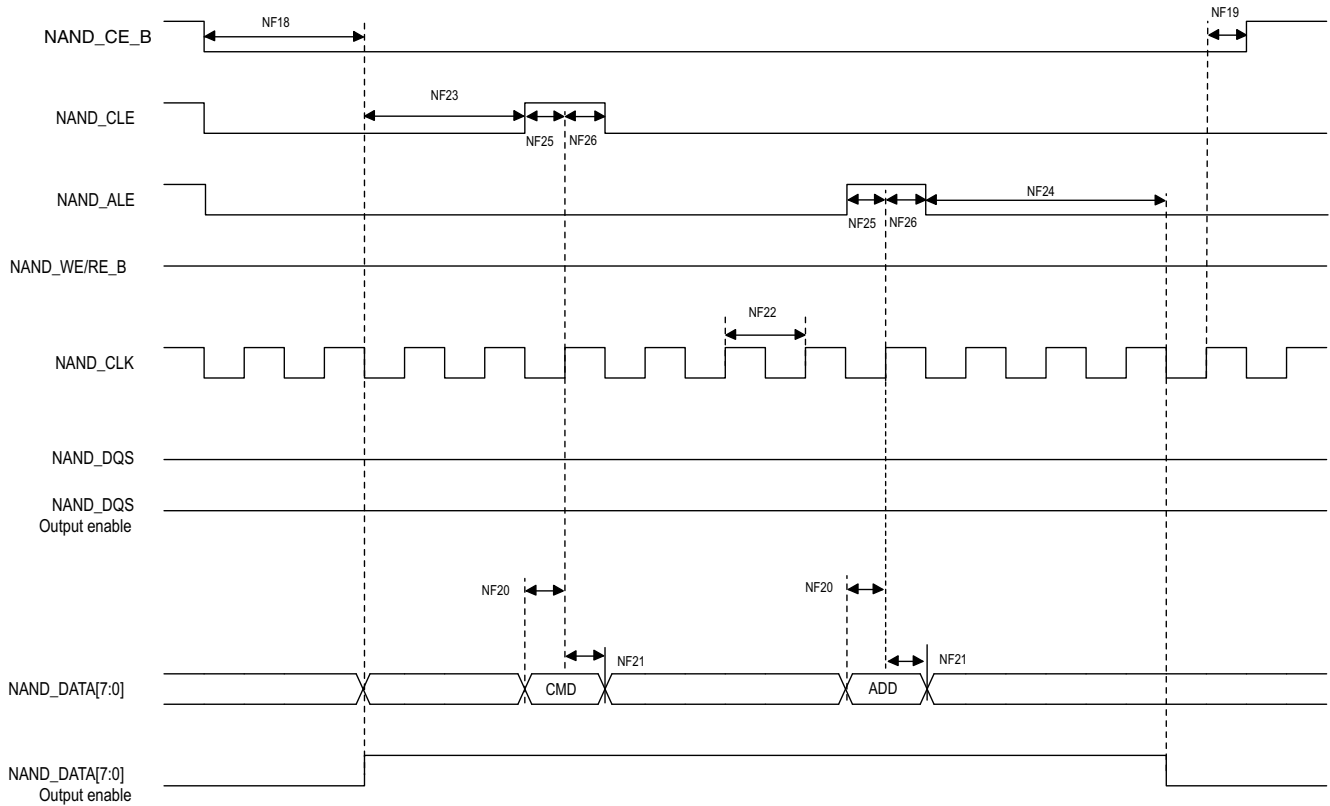 NF18
NF19
NAND_CE_B
NF23
NAND_CLE
NF25 NF26
NAND_ALE
NF24
NF25 NF26
NAND_WE/RE_B
NF22
NAND_CLK
NAND_DQS
NAND_DQS
Output enable
NF20
NF20
NF21
NF21
NAND_DATA[7:0]
CMD
ADD
NAND_DATA[7:0]
Output enable